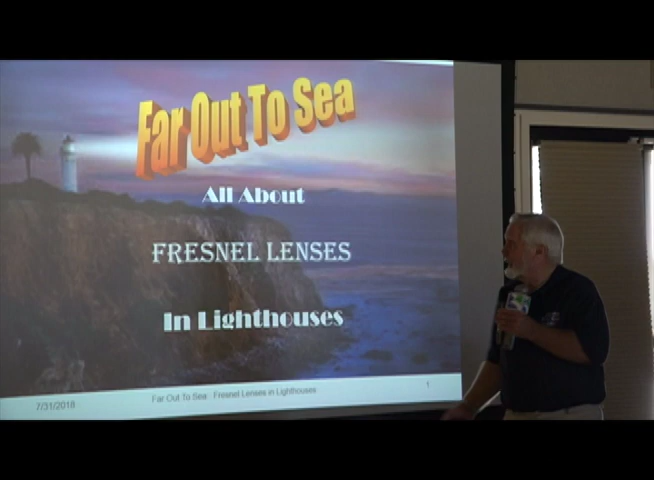 Far Out To Sea
All About
FRESNEL LENSES
In Lighthouses
7/31/2018
Far Out To Sea Fresnel Lenses in Lighthouses
1